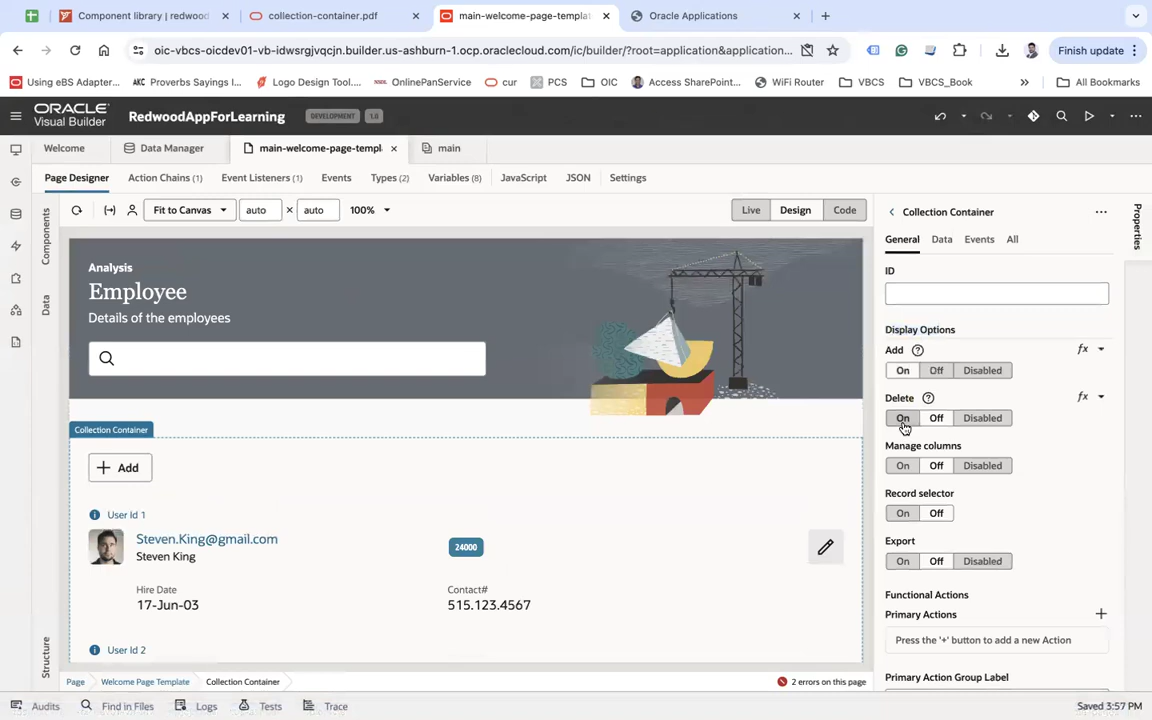 Component library | redwood
collection-container.pdf
main-welcome-page-templat
Oracle Applications
oic-vbcs-oicdev01-vb-idwsrgjvqcjn.builder.us-ashburn-1.ocp.oraclecloud.com/ic/builder/?root=application&application...
Finish update
Using eBS Adapter...
AKC Proverbs Sayings I...
Logo Design Tool....
OnlinePanService
cur
PCS
OIC
Access SharePoint...
WiFi Router
VBCS
VBCS_Book
»
All Bookmarks
ORACLE
Visual Builder
RedwoodAppForLearning
DEVELOPMENT
1.0
Welcome
Data Manager
main-welcome-page-templ
main
Page Designer
Action Chains (1)
Event Listeners (1)
Events
Types (2)
Variables (8)
JavaScript
JSON
Settings
Fit to Canvas
auto × auto
100%
Live
Design
Code
Components
Data
Structure
Analysis
Employee
Details of the employees
Collection Container
+ Add
User Id 1
Steven.King@gmail.com
Steven King
24000
Hire Date
17-Jun-03
Contact#
515.123.4567
User Id 2
Page
Welcome Page Template
Collection Container
2 errors on this page
Collection Container
Properties
General
Data
Events
All
ID
Display Options
Add
fx
On Off Disabled
Delete
fx
On Off Disabled
Manage columns
On Off Disabled
Record selector
On Off
Export
On Off Disabled
Functional Actions
Primary Actions
Press the '+' button to add a new Action
Primary Action Group Label
Audits
Find in Files
Logs
Tests
Trace
Saved 3:57 PM